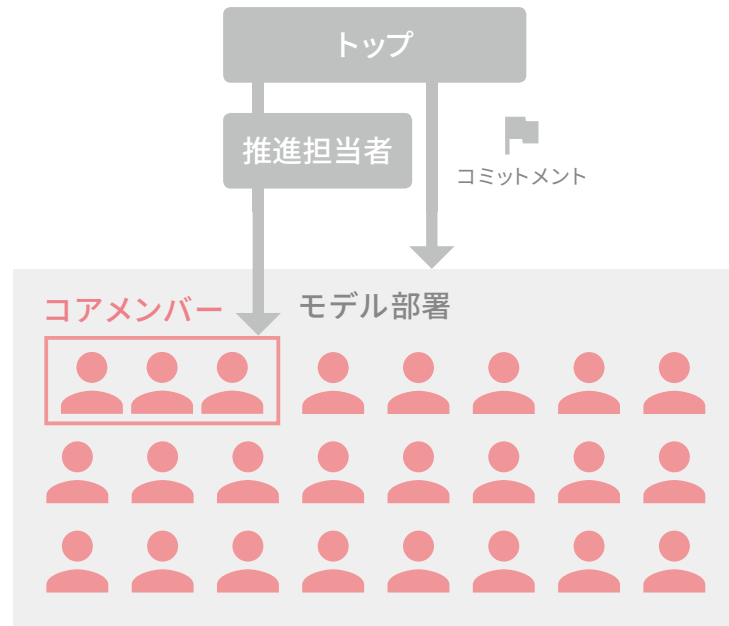 トップ
推進担当者
コミットメント
コアメンバー
モデル部署